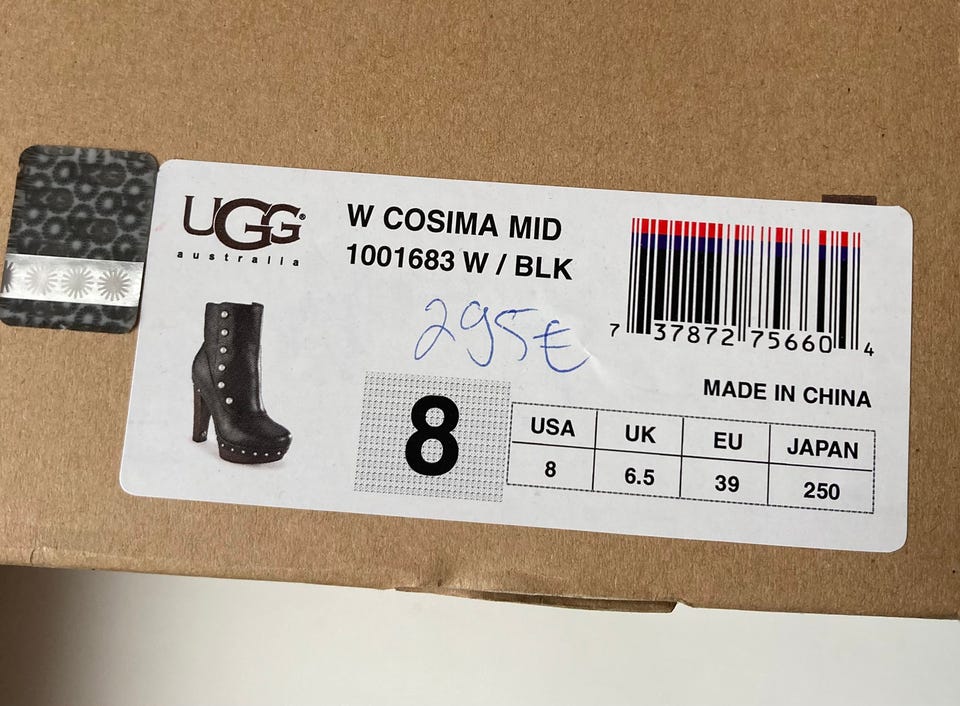 UGG®
australia
W COSIMA MID
1001683 W / BLK
295€
7 37872 75660 4
MADE IN CHINA
8
USA UK EU JAPAN
8 6.5 39 250